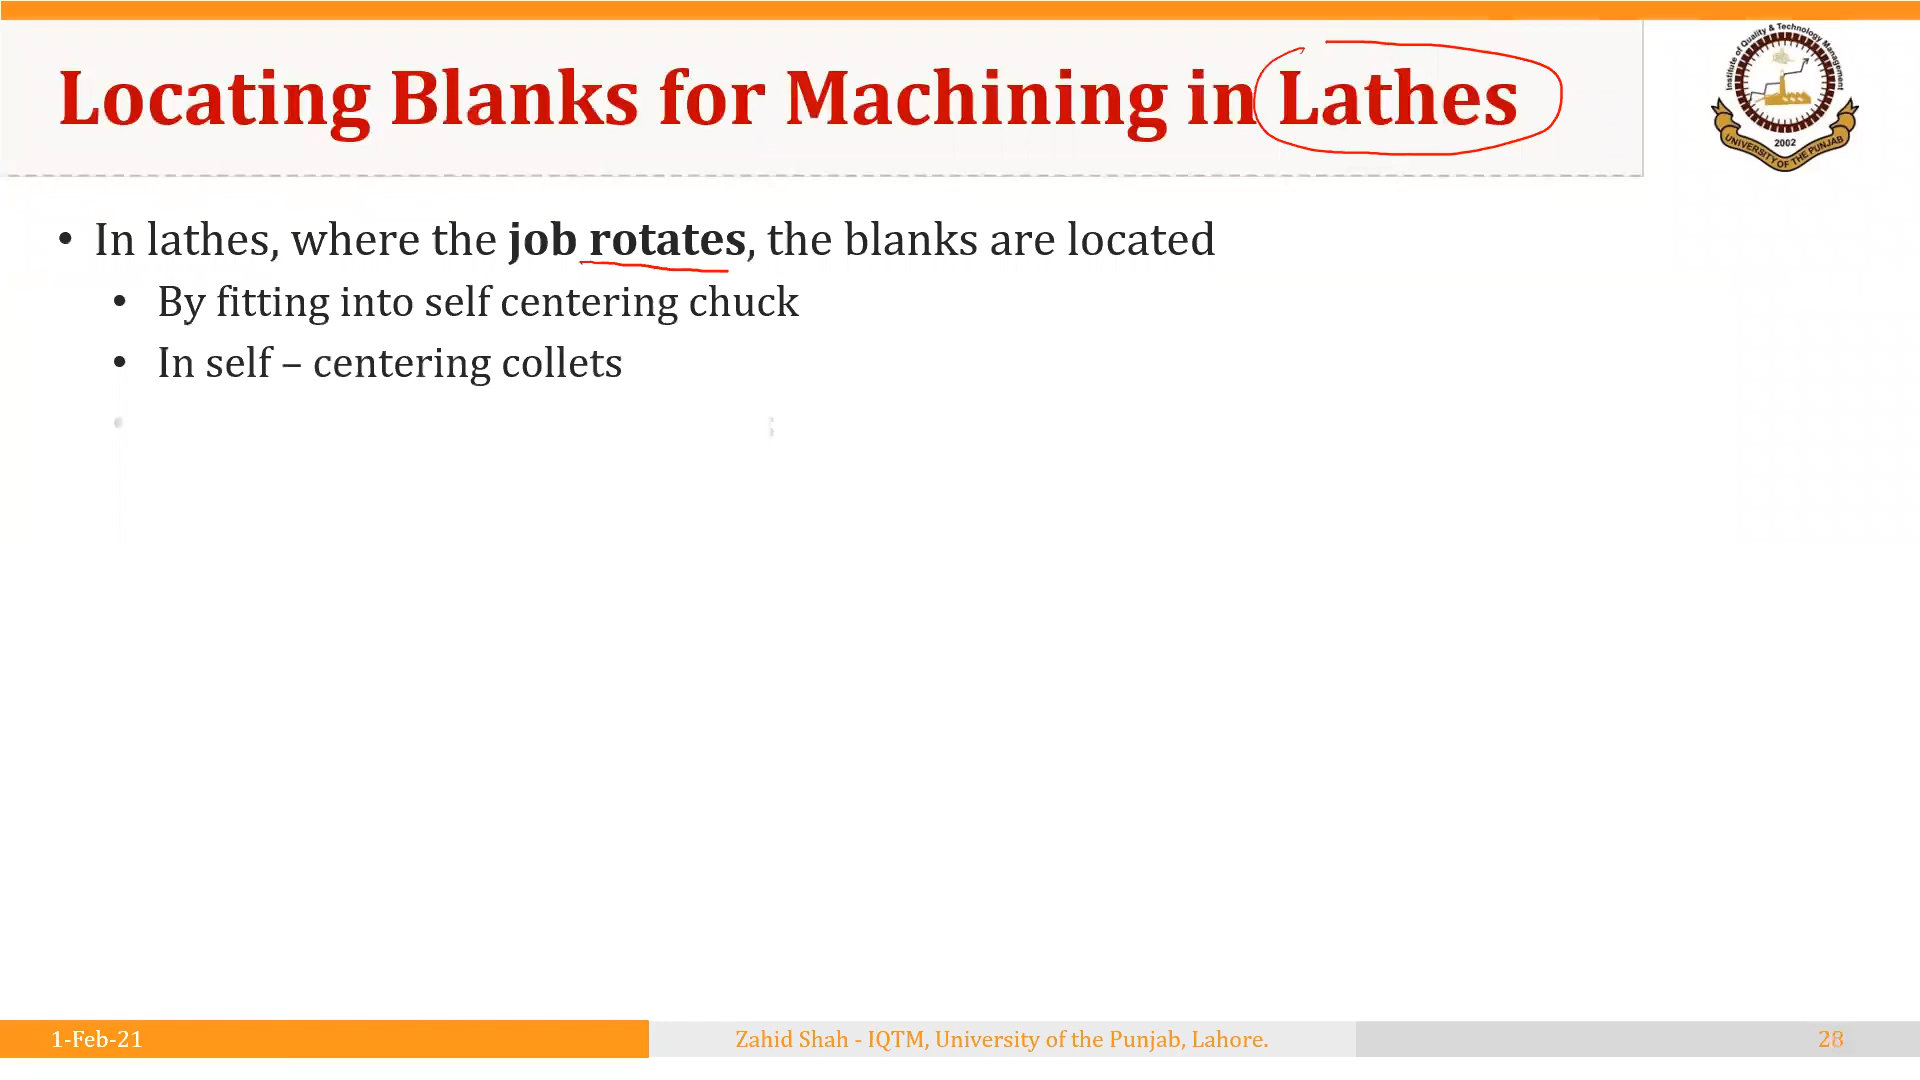 Locating Blanks for Machining in Lathes
Institute of Quality & Technology Management
2002
UNIVERSITY OF THE PUNJAB
• In lathes, where the job rotates, the blanks are located
• By fitting into self centering chuck
• In self – centering collets
•
1-Feb-21
Zahid Shah - IQTM, University of the Punjab, Lahore.
28